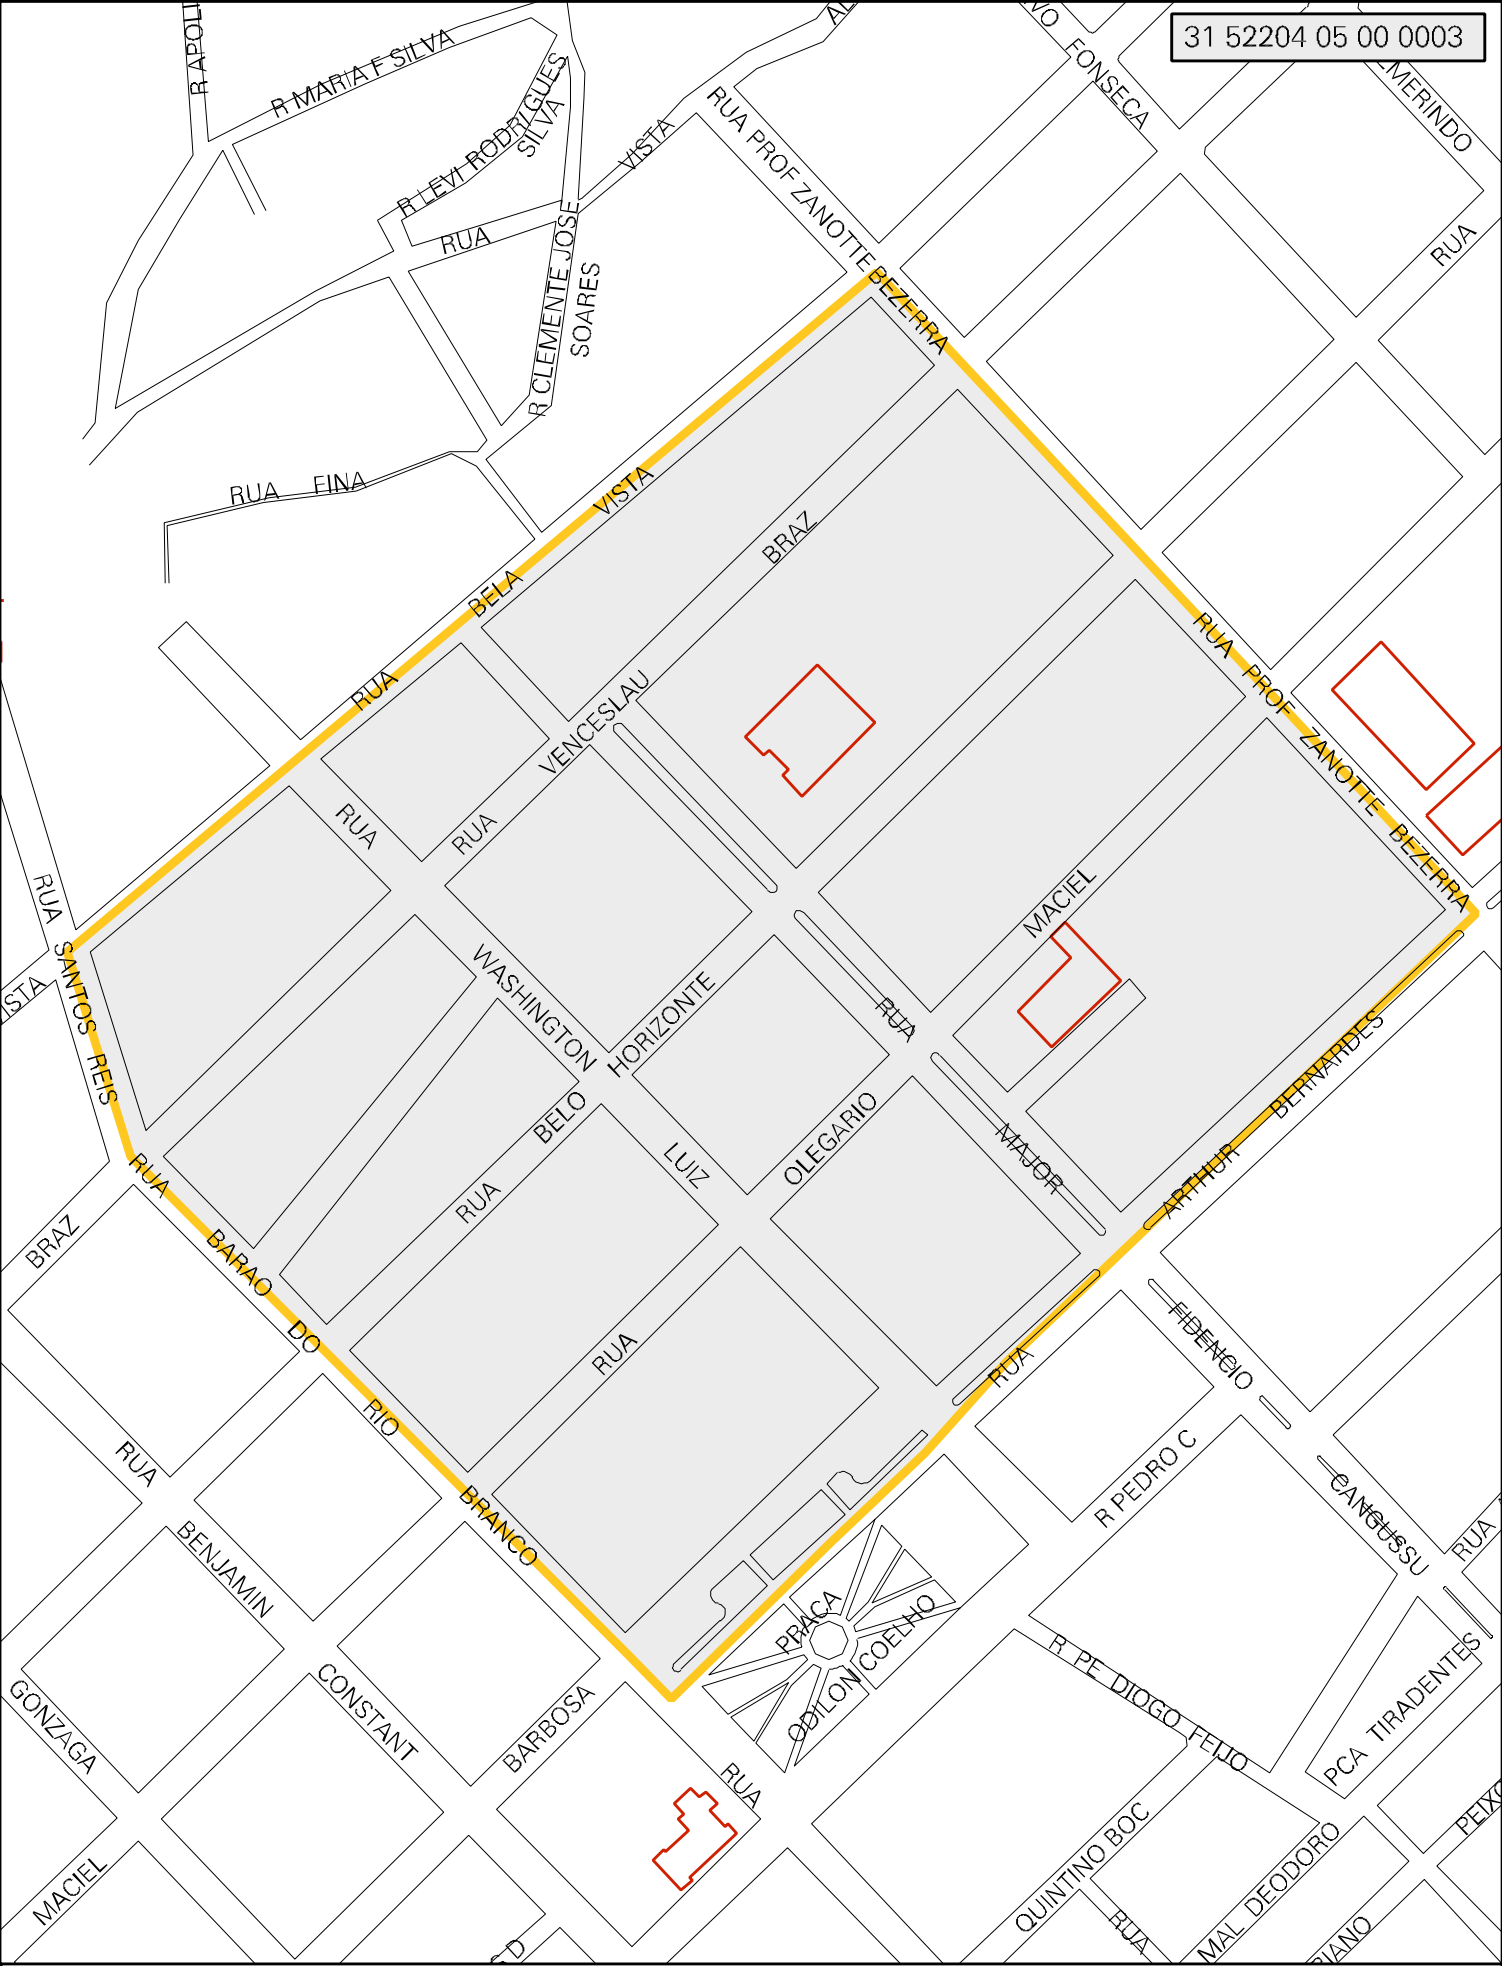 31 52204 05 00 0003
R APOLI
R MARIA F SILVA
R LEVI RODRIGUES
SILVA
RUA VISTA
R CLEMENTE JOSE
SOARES
RUA PROF ZANOTTE BEZERRA
FONSECA
EMERINDO
RUA
RUA FINA
RUA BELA VISTA
RUA VENCESLAU BRAZ
RUA PROF ZANOTTE BEZERRA
RUA SANTOS REIS
ISTA
RUA WASHINGTON LUIZ
RUA BELO HORIZONTE
RUA OLEGARIO MACIEL
RUA MAJOR FIDENCIO CANGUSSU
RUA ARTHUR BERNARDES
RUA BARAO DO RIO BRANCO
BRAZ
RUA BENJAMIN CONSTANT
R PEDRO C
RUA
PRACA
ODILON COELHO
R PE DIOGO FEIJO
PCA TIRADENTES
GONZAGA
BARBOSA
RUA
MACIEL
QUINTINO BOC
RUA
MAL DEODORO
PEIXO
IANO